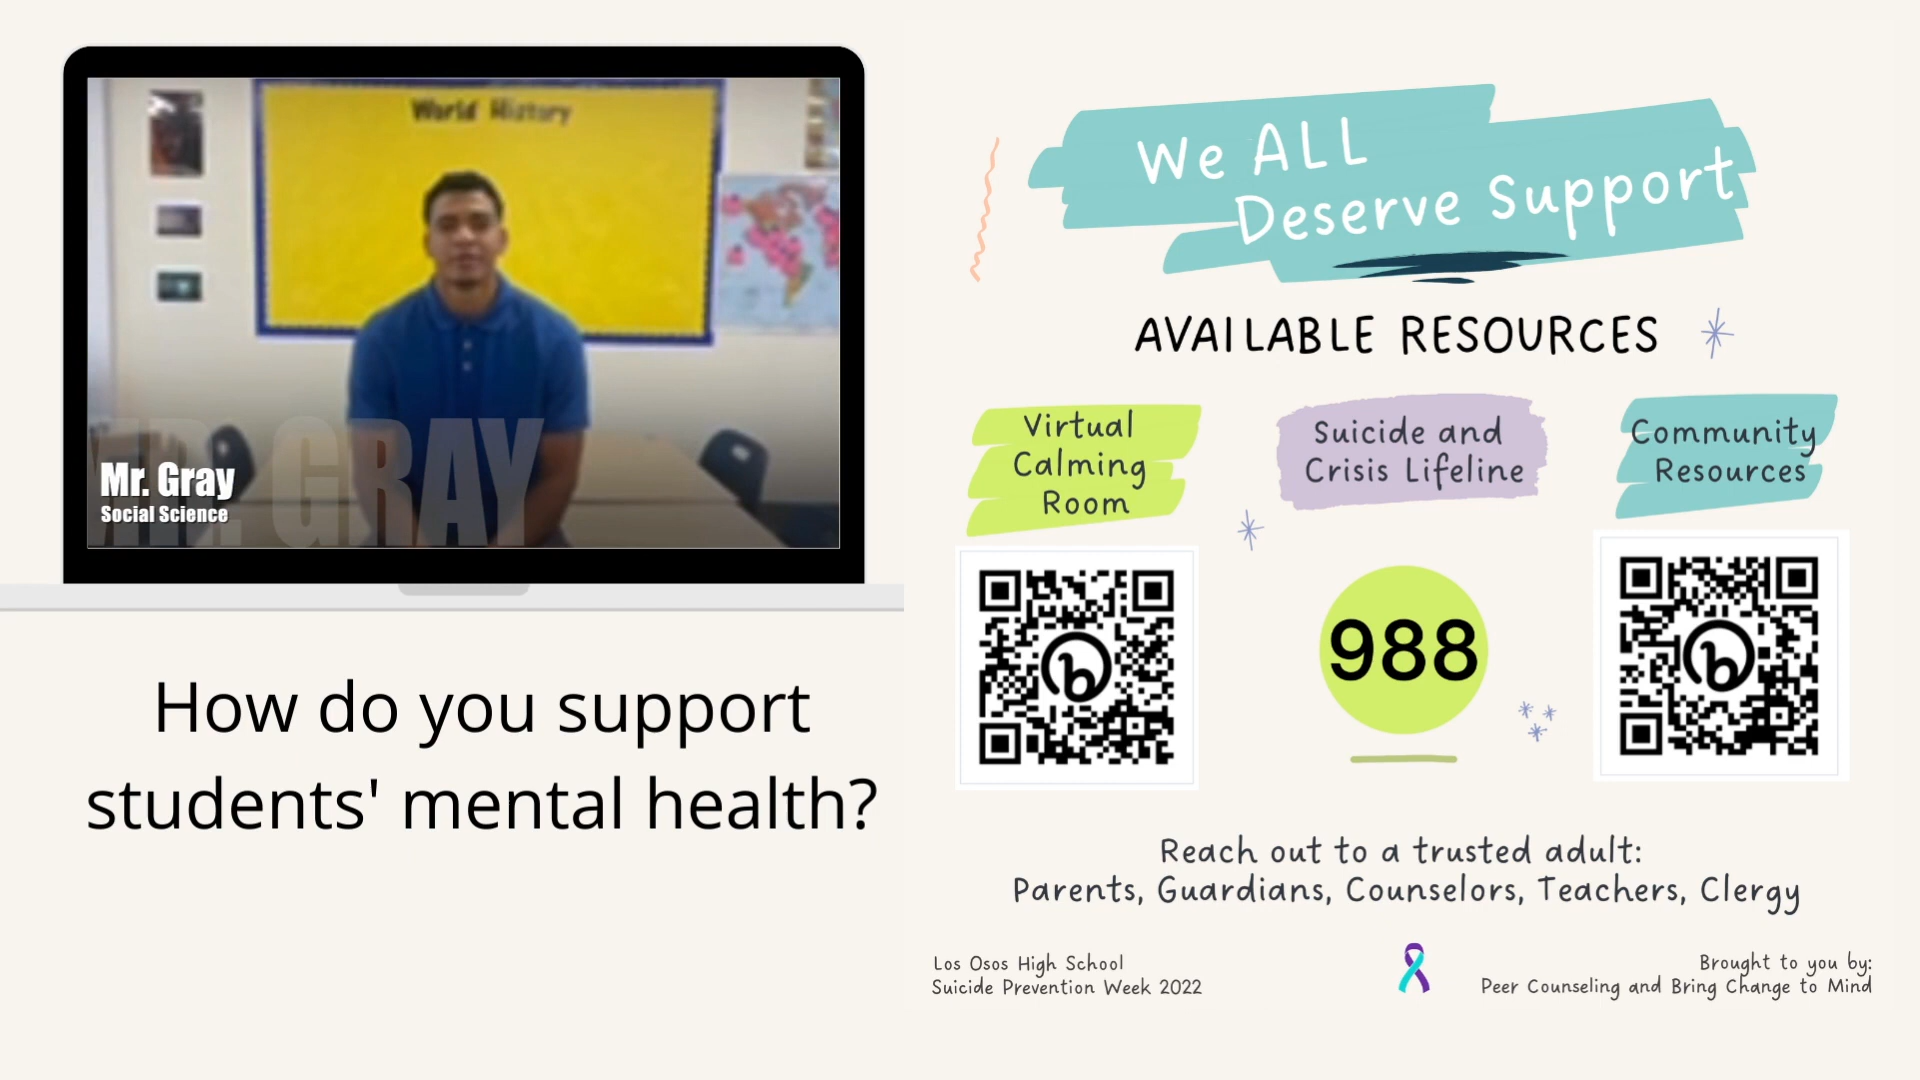 World History
MR. GRAY
Mr. Gray
Social Science
How do you support
students' mental health?
We ALL
Deserve Support
AVAILABLE RESOURCES
Virtual
Calming
Room
Suicide and
Crisis Lifeline
Community
Resources
988
Reach out to a trusted adult:
Parents, Guardians, Counselors, Teachers, Clergy
Los Osos High School
Suicide Prevention Week 2022
Brought to you by:
Peer Counseling and Bring Change to Mind